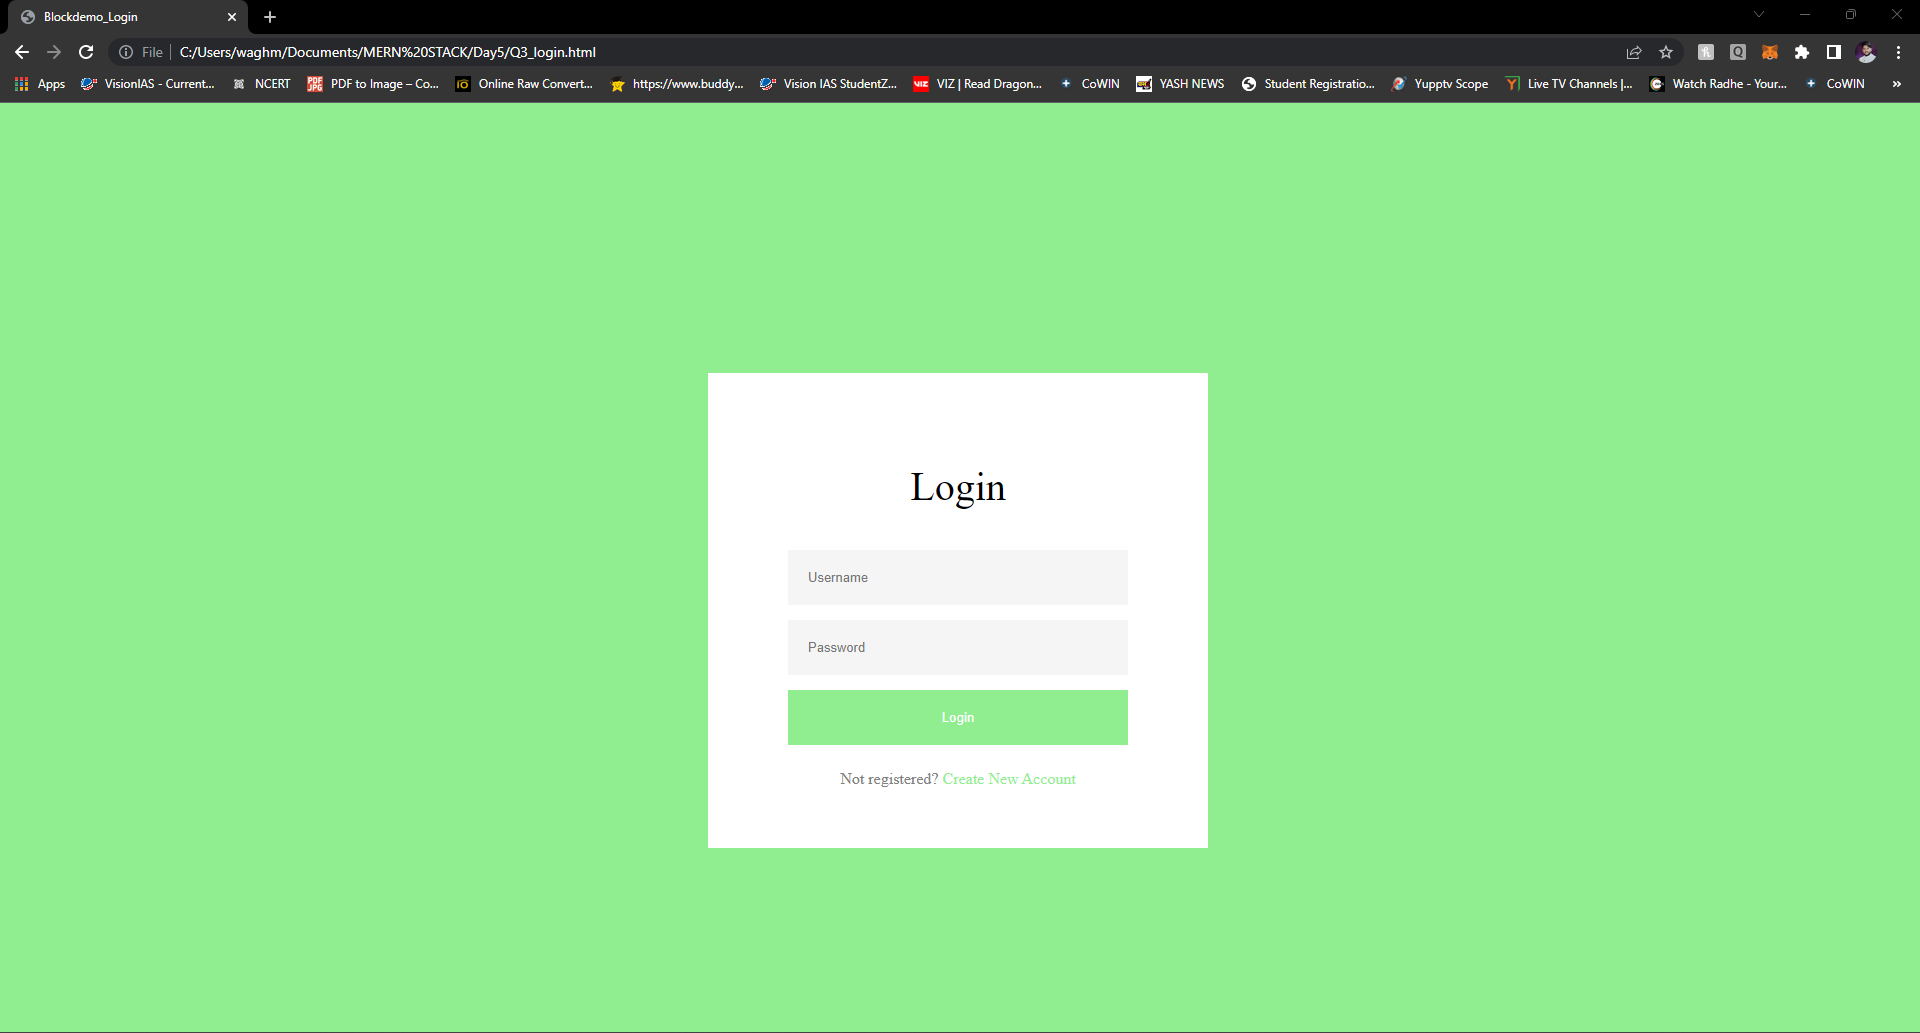 Blockdemo_Login
File C:/Users/waghm/Documents/MERN%20STACK/Day5/Q3_login.html
Apps VisionIAS - Current... NCERT PDF to Image – Co... Online Raw Convert... https://www.buddy... Vision IAS StudentZ... VIZ | Read Dragon... CoWIN YASH NEWS Student Registratio... Yupptv Scope Live TV Channels |... Watch Radhe - Your... CoWIN »
Login
Username
Password
Login
Not registered? Create New Account